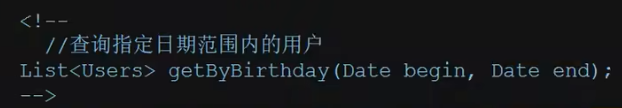 <!--
//查询指定日期范围内的用户
List<Users> getByBirthday(Date begin, Date end);
-->